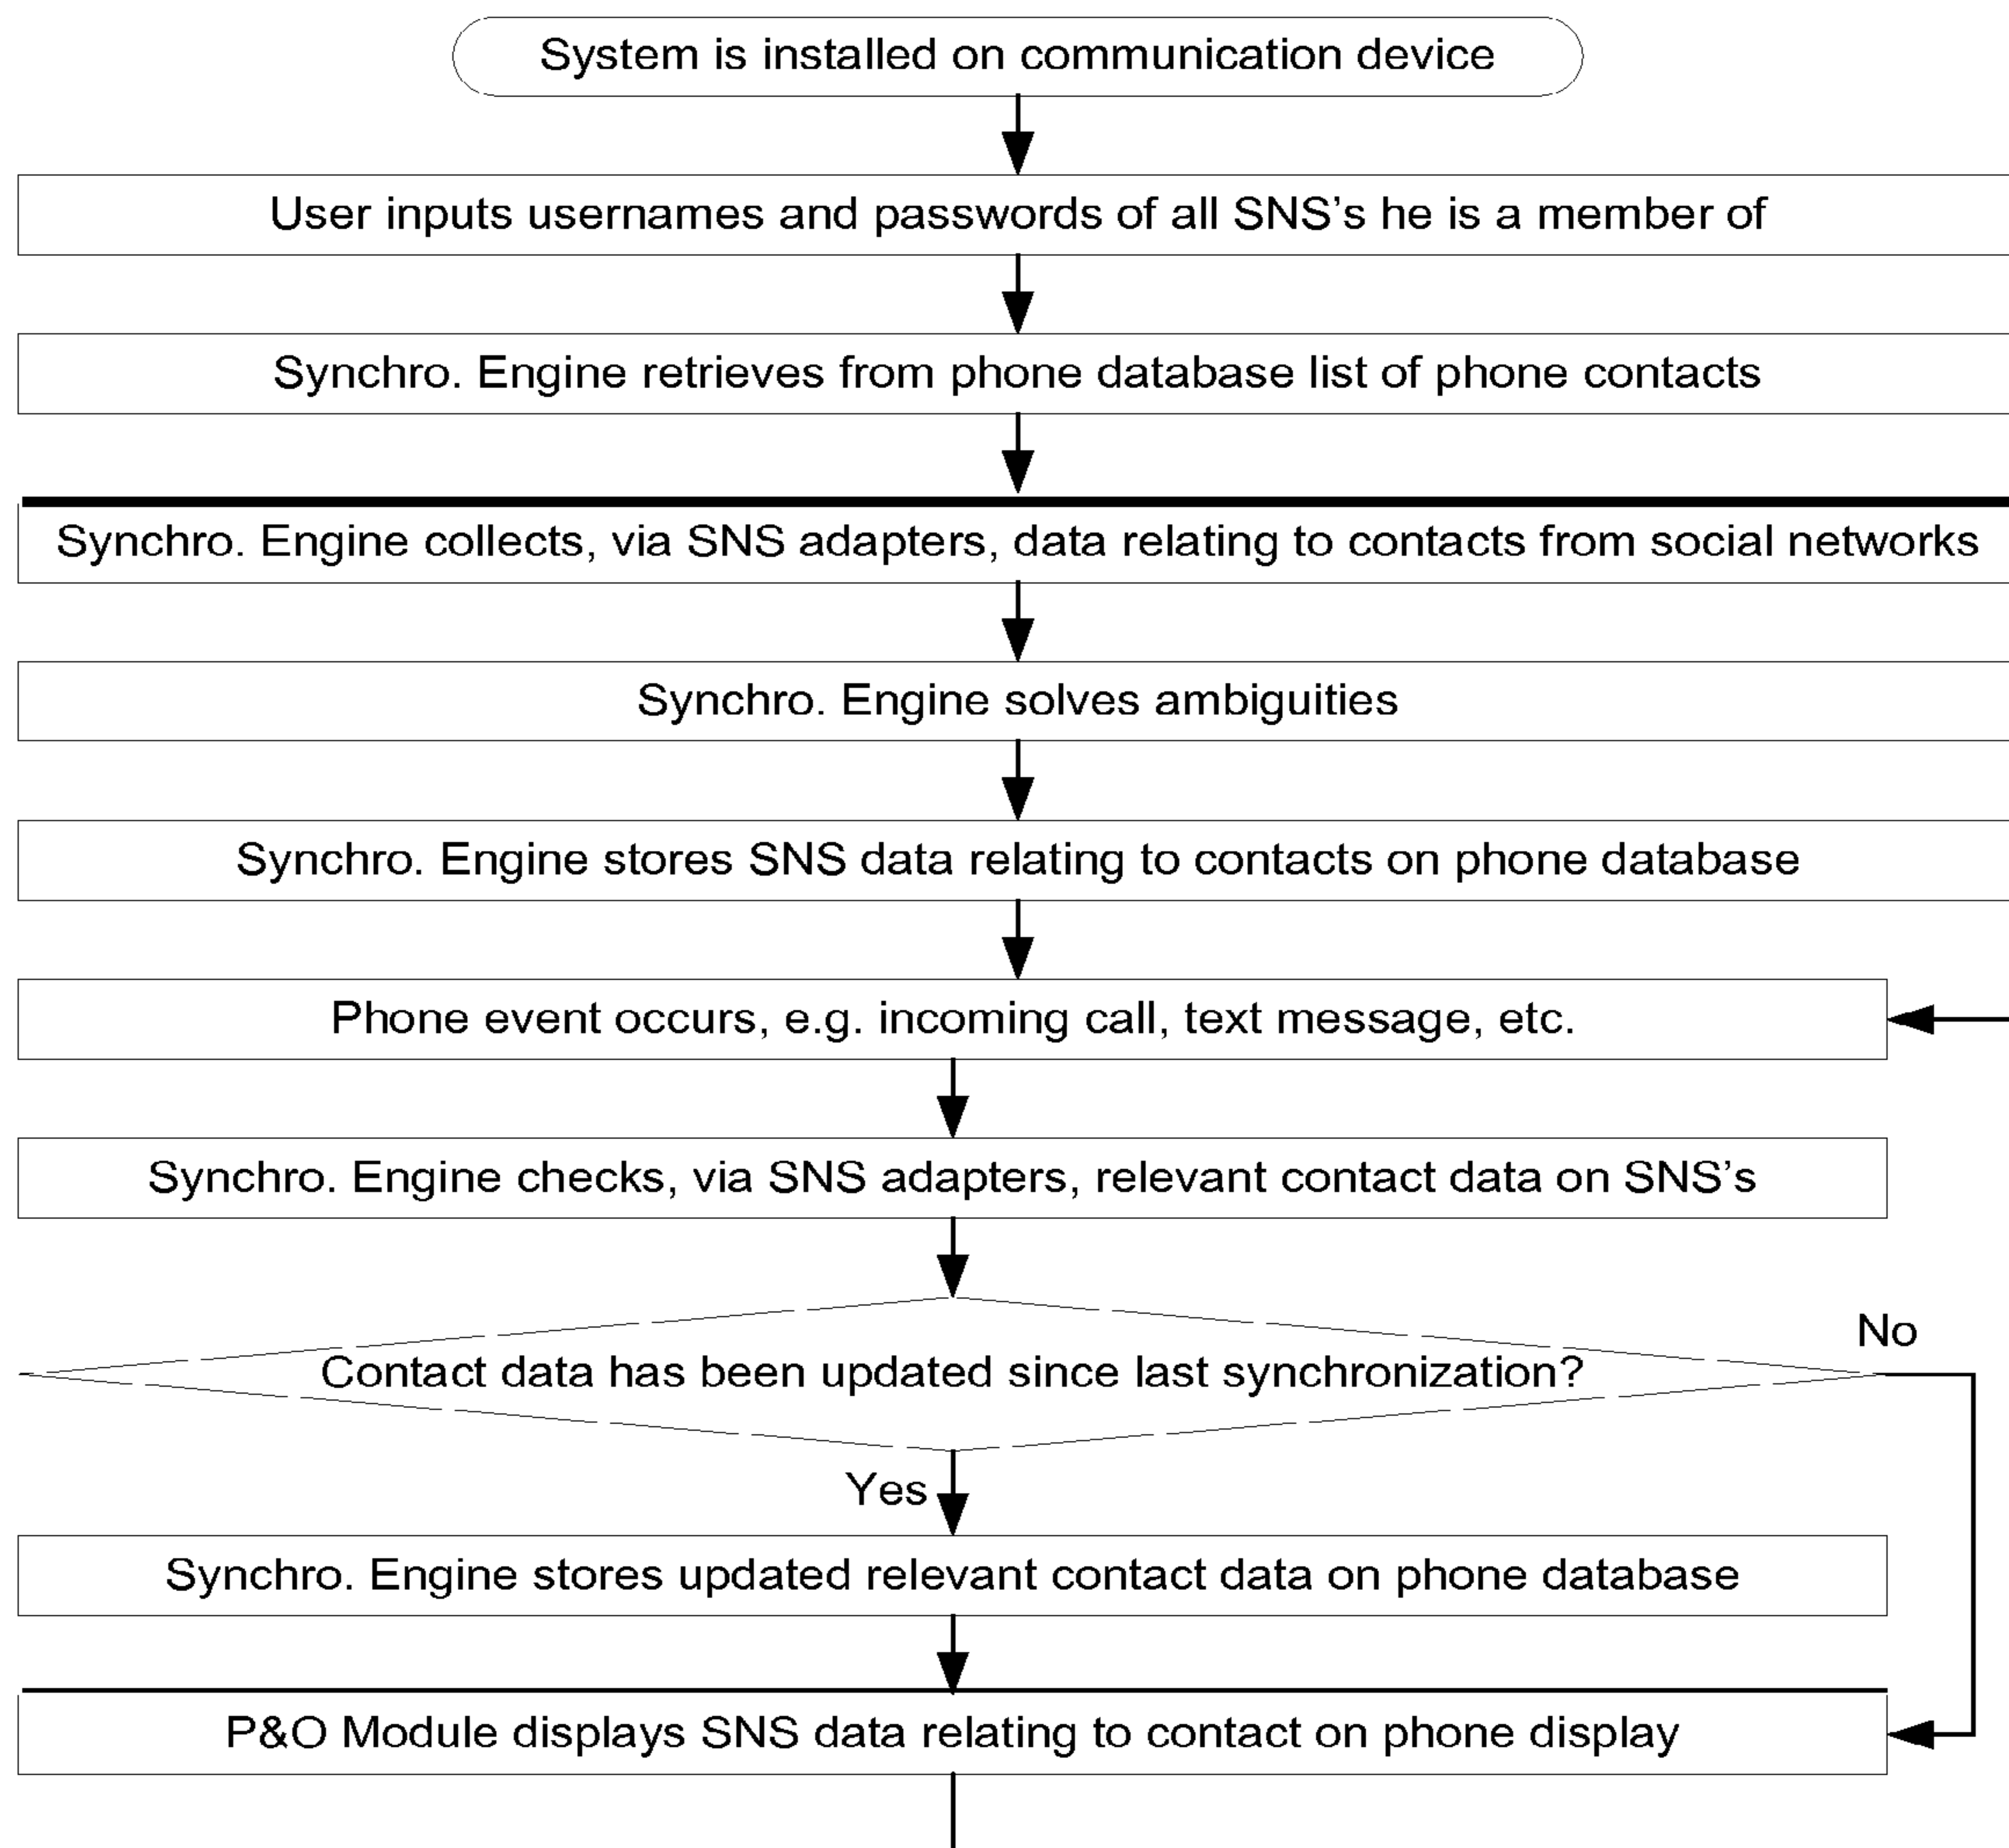 System is installed on communication device
User inputs usernames and passwords of all SNS's he is a member of
Synchro. Engine retrieves from phone database list of phone contacts
Synchro. Engine collects, via SNS adapters, data relating to contacts from social networks
Synchro. Engine solves ambiguities
Synchro. Engine stores SNS data relating to contacts on phone database
Phone event occurs, e.g. incoming call, text message, etc.
Synchro. Engine checks, via SNS adapters, relevant contact data on SNS's
No
Contact data has been updated since last synchronization?
Yes
Synchro. Engine stores updated relevant contact data on phone database
P&O Module displays SNS data relating to contact on phone display